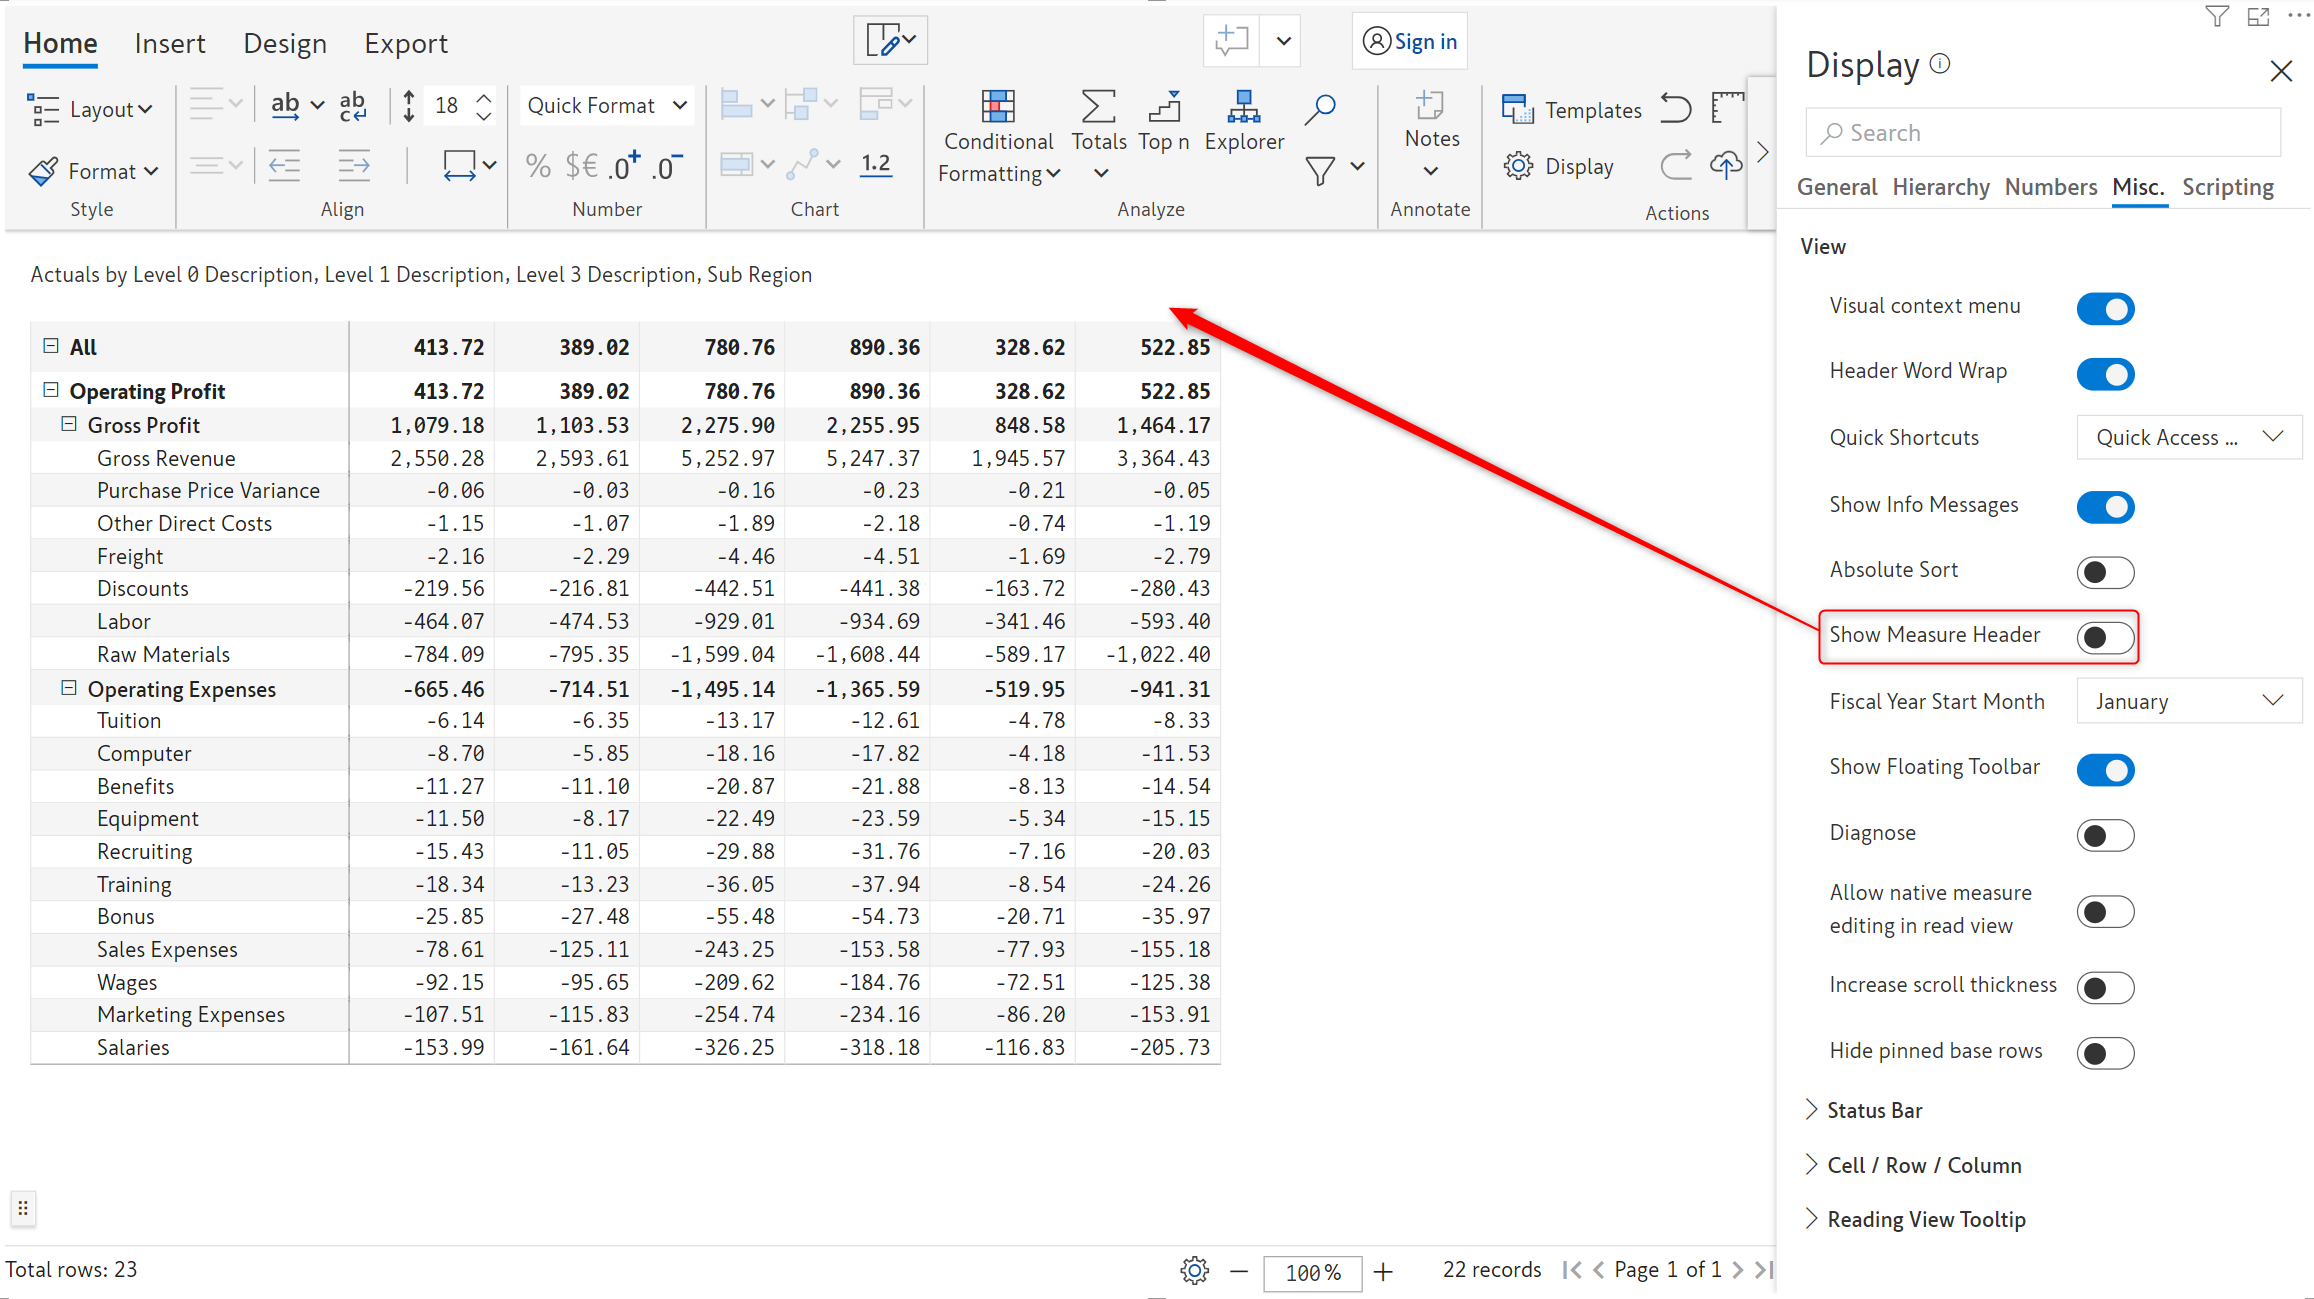 Home Insert Design Export
Sign in
Layout
Format
Style
ab
ab
c
18
Align
Quick Format
% $€ .0+ .0−
Number
1.2
Chart
Conditional
Formatting
Totals
Top n
Explorer
Analyze
Notes
Annotate
Templates
Display
Actions
Actuals by Level 0 Description, Level 1 Description, Level 3 Description, Sub Region
All 413.72 389.02 780.76 890.36 328.62 522.85
Operating Profit 413.72 389.02 780.76 890.36 328.62 522.85
Gross Profit 1,079.18 1,103.53 2,275.90 2,255.95 848.58 1,464.17
Gross Revenue 2,550.28 2,593.61 5,252.97 5,247.37 1,945.57 3,364.43
Purchase Price Variance -0.06 -0.03 -0.16 -0.23 -0.21 -0.05
Other Direct Costs -1.15 -1.07 -1.89 -2.18 -0.74 -1.19
Freight -2.16 -2.29 -4.46 -4.51 -1.69 -2.79
Discounts -219.56 -216.81 -442.51 -441.38 -163.72 -280.43
Labor -464.07 -474.53 -929.01 -934.69 -341.46 -593.40
Raw Materials -784.09 -795.35 -1,599.04 -1,608.44 -589.17 -1,022.40
Operating Expenses -665.46 -714.51 -1,495.14 -1,365.59 -519.95 -941.31
Tuition -6.14 -6.35 -13.17 -12.61 -4.78 -8.33
Computer -8.70 -5.85 -18.16 -17.82 -4.18 -11.53
Benefits -11.27 -11.10 -20.87 -21.88 -8.13 -14.54
Equipment -11.50 -8.17 -22.49 -23.59 -5.34 -15.15
Recruiting -15.43 -11.05 -29.88 -31.76 -7.16 -20.03
Training -18.34 -13.23 -36.05 -37.94 -8.54 -24.26
Bonus -25.85 -27.48 -55.48 -54.73 -20.71 -35.97
Sales Expenses -78.61 -125.11 -243.25 -153.58 -77.93 -155.18
Wages -92.15 -95.65 -209.62 -184.76 -72.51 -125.38
Marketing Expenses -107.51 -115.83 -254.74 -234.16 -86.20 -153.91
Salaries -153.99 -161.64 -326.25 -318.18 -116.83 -205.73
Total rows: 23
100%
22 records
Page 1 of 1
Display
Search
General Hierarchy Numbers Misc. Scripting
View
Visual context menu
Header Word Wrap
Quick Shortcuts Quick Access ...
Show Info Messages
Absolute Sort
Show Measure Header
Fiscal Year Start Month January
Show Floating Toolbar
Diagnose
Allow native measure
editing in read view
Increase scroll thickness
Hide pinned base rows
Status Bar
Cell / Row / Column
Reading View Tooltip